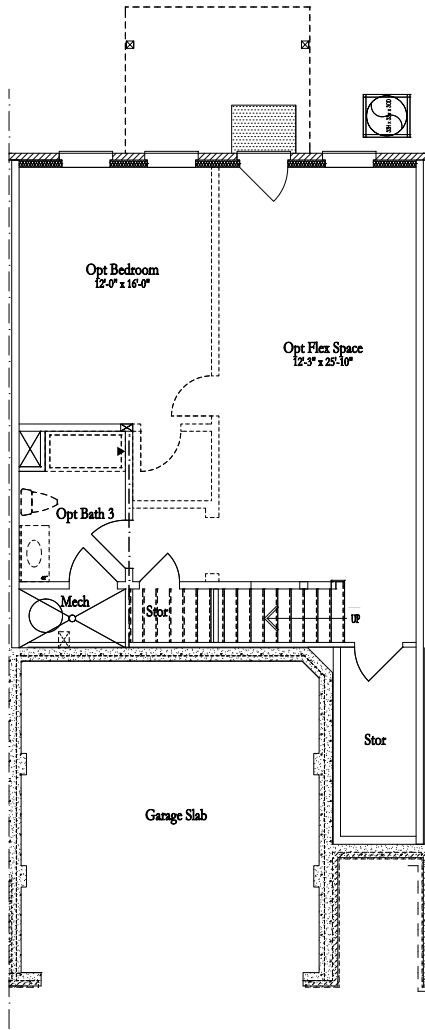 Opt Bedroom
12'-0" x 16'-0"
Opt Flex Space
12'-3" x 25'-10"
Opt Bath 3
Mech
Stor
UP
Stor
Garage Slab